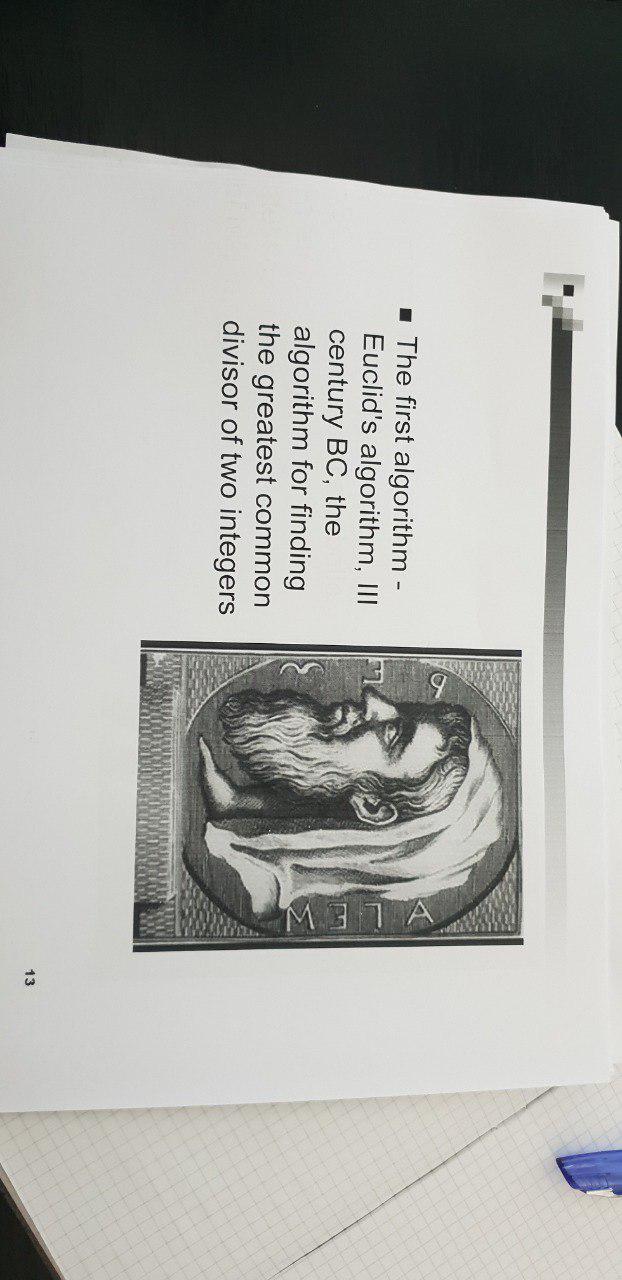 ▪ The first algorithm -
Euclid's algorithm, III
century BC, the
algorithm for finding
the greatest common
divisor of two integers
13